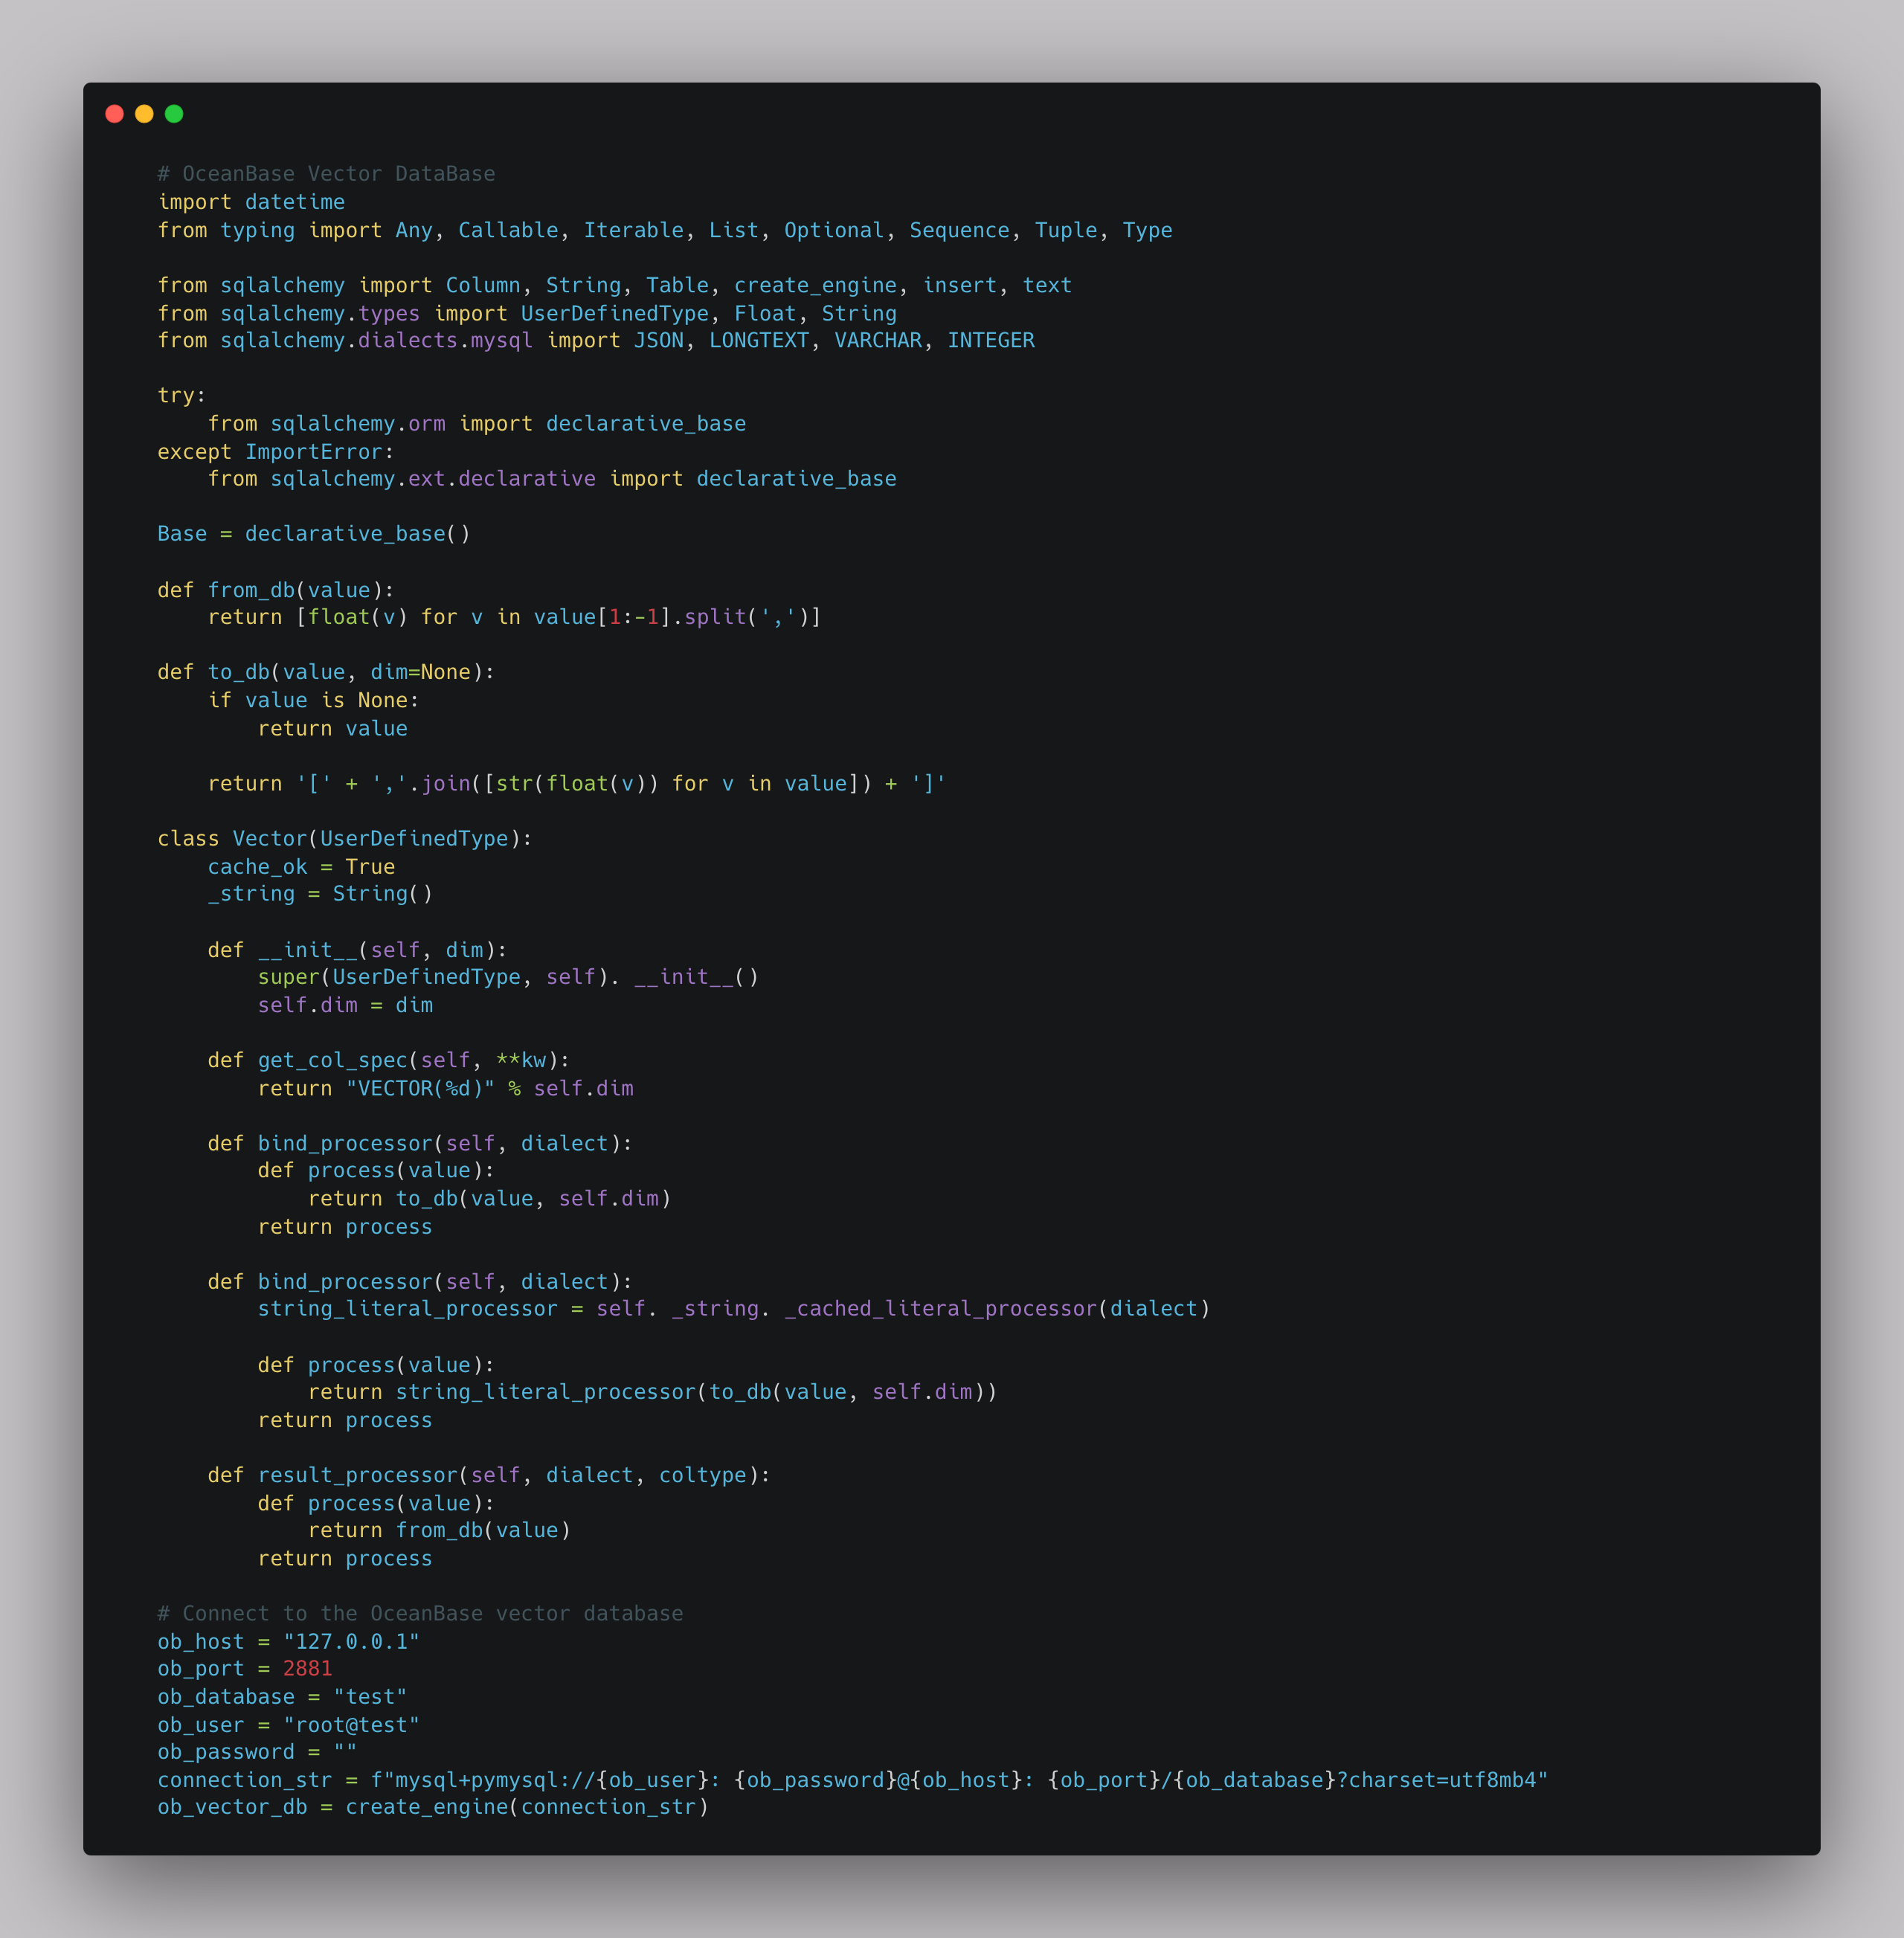 # OceanBase Vector DataBase
import datetime
from typing import Any, Callable, Iterable, List, Optional, Sequence, Tuple, Type

from sqlalchemy import Column, String, Table, create_engine, insert, text
from sqlalchemy.types import UserDefinedType, Float, String
from sqlalchemy.dialects.mysql import JSON, LONGTEXT, VARCHAR, INTEGER

try:
    from sqlalchemy.orm import declarative_base
except ImportError:
    from sqlalchemy.ext.declarative import declarative_base

Base = declarative_base()

def from_db(value):
    return [float(v) for v in value[1:-1].split(',')]

def to_db(value, dim=None):
    if value is None:
        return value

    return '[' + ','.join([str(float(v)) for v in value]) + ']'

class Vector(UserDefinedType):
    cache_ok = True
    _string = String()

    def __init__(self, dim):
        super(UserDefinedType, self). __init__()
        self.dim = dim

    def get_col_spec(self, **kw):
        return "VECTOR(%d)" % self.dim

    def bind_processor(self, dialect):
        def process(value):
            return to_db(value, self.dim)
        return process

    def bind_processor(self, dialect):
        string_literal_processor = self. _string. _cached_literal_processor(dialect)

        def process(value):
            return string_literal_processor(to_db(value, self.dim))
        return process

    def result_processor(self, dialect, coltype):
        def process(value):
            return from_db(value)
        return process

# Connect to the OceanBase vector database
ob_host = "127.0.0.1"
ob_port = 2881
ob_database = "test"
ob_user = "root@test"
ob_password = ""
connection_str = f"mysql+pymysql://{ob_user}: {ob_password}@{ob_host}: {ob_port}/{ob_database}?charset=utf8mb4"
ob_vector_db = create_engine(connection_str)